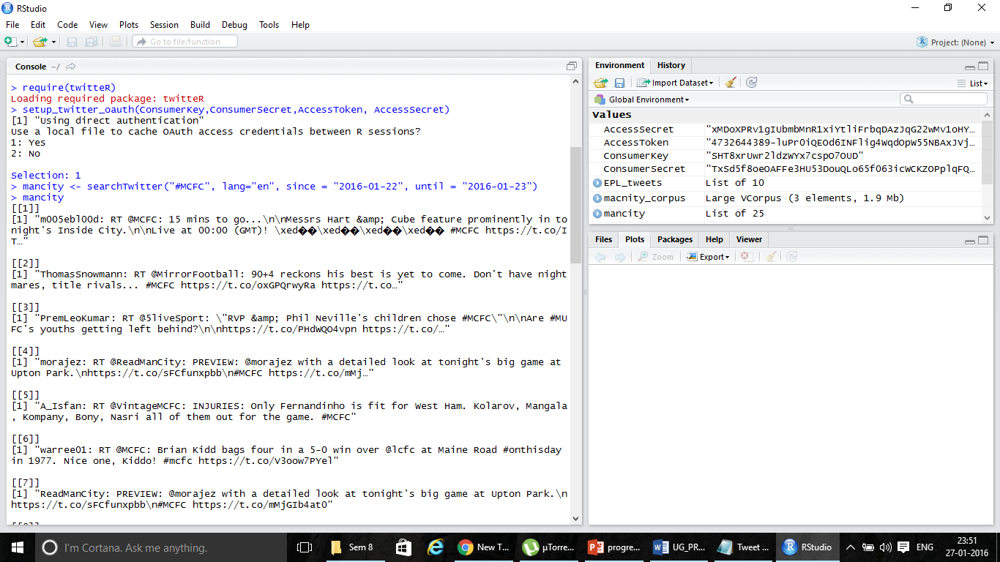 RStudio
File Edit Code View Plots Session Build Debug Tools Help
Go to file/function
Project: (None)
Console ~/
> require(twitteR)
Loading required package: twitteR
> setup_twitter_oauth(ConsumerKey,ConsumerSecret,AccessToken, AccessSecret)
[1] "Using direct authentication"
Use a local file to cache OAuth access credentials between R sessions?
1: Yes
2: No
Selection: 1
> mancity <- searchTwitter("#MCFC", lang="en", since = "2016-01-22", until = "2016-01-23")
> mancity
[[1]]
[1] "m005ebl00d: RT @MCFC: 15 mins to go...\n\nMessrs Hart &amp; Cube feature prominently in to
night's Inside City.\n\nLive at 00:00 (GMT)! \xed��\xed��\xed��\xed�� #MCFC https://t.co/I
T…"
[[2]]
[1] "ThomasSnowmann: RT @MirrorFootball: 90+4 reckons his best is yet to come. Don't have night
mares, title rivals... #MCFC https://t.co/oxGPQrwyRa https://t.co…"
[[3]]
[1] "PremLeoKumar: RT @5liveSport: \"RVP &amp; Phil Neville's children chose #MCFC\"\n\nAre #MU
FC's youths getting left behind?\n\nhttps://t.co/PHdWQO4vpn https://t.co/…"
[[4]]
[1] "morajez: RT @ReadManCity: PREVIEW: @morajez with a detailed look at tonight's big game at
Upton Park.\nhttps://t.co/sFCfunxpbb\n#MCFC https://t.co/mMj…"
[[5]]
[1] "A_Isfan: RT @VintageMCFC: INJURIES: Only Fernandinho is fit for West Ham. Kolarov, Mangala
, Kompany, Bony, Nasri all of them out for the game. #MCFC"
[[6]]
[1] "warree01: RT @MCFC: Brian Kidd bags four in a 5-0 win over @lcfc at Maine Road #onthisday
in 1977. Nice one, Kiddo! #mcfc https://t.co/V3oow7PYel"
[[7]]
[1] "ReadManCity: PREVIEW: @morajez with a detailed look at tonight's big game at Upton Park.\n
https://t.co/sFCfunxpbb\n#MCFC https://t.co/mMjGIb4at0"
Environment History
Import Dataset List
Global Environment
Values
AccessSecret "xMDoXPRv1gIUbmbMnR1xiYtliFrbqDAzJqG22wMv1oHY…
AccessToken "4732644389-luPr0iQEOd6INFlig4WqdOpW55NBAxJVj…
ConsumerKey "SHT8xrUwr2ldzWYx7cspO7OUD"
ConsumerSecret "TxSd5f8oeOAFFe3HU53DouQLo65f063icWCKZOPplqFQ…
EPL_tweets List of 10
macnity_corpus Large VCorpus (3 elements, 1.9 Mb)
mancity List of 25
Files Plots Packages Help Viewer
Zoom Export
I'm Cortana. Ask me anything.
Sem 8
New T...
µTorre...
progre...
UG_PR...
Tweet ...
RStudio
ENG
23:51
27-01-2016